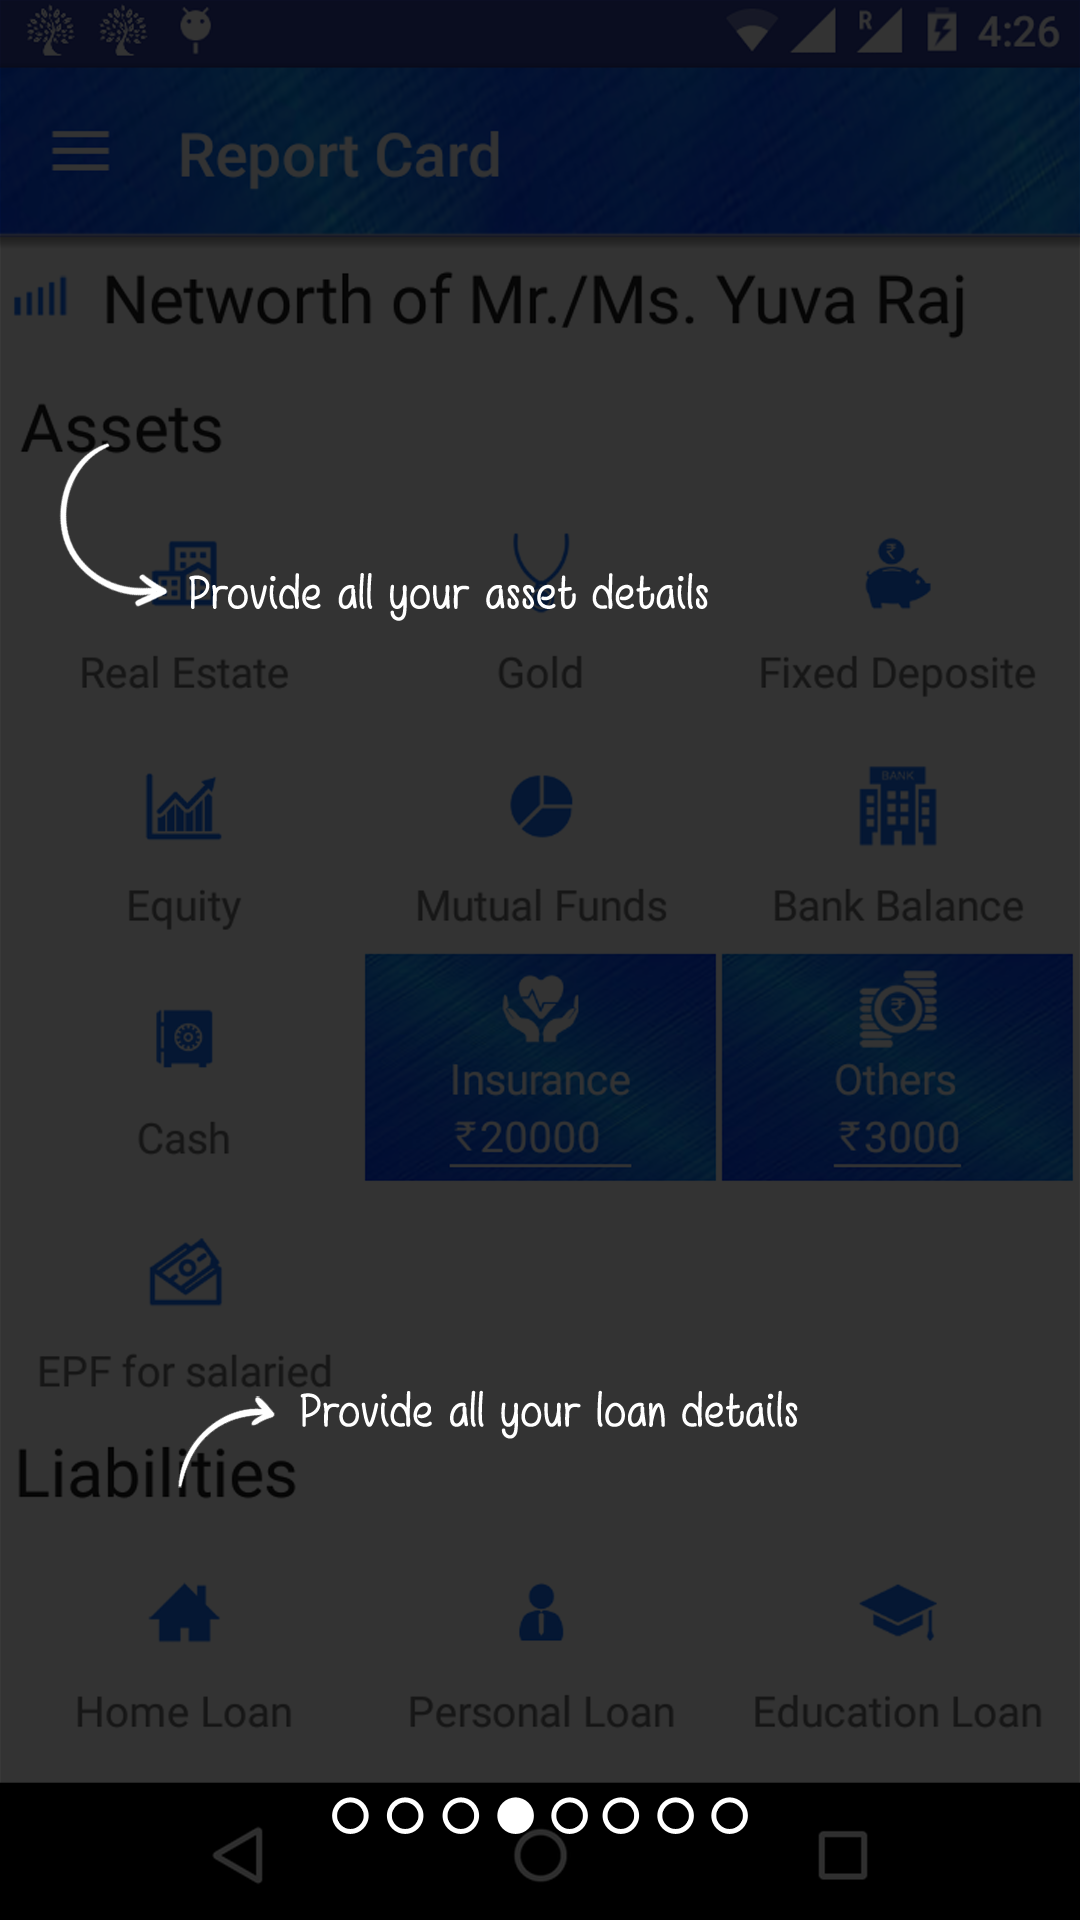 R 4:26
Report Card
Networth of Mr./Ms. Yuva Raj
Assets
Provide all your asset details
Real Estate Gold Fixed Deposite
BANK
Equity Mutual Funds Bank Balance
Cash Insurance Others
₹20000 ₹3000
EPF for salaried
Provide all your loan details
Liabilities
Home Loan Personal Loan Education Loan